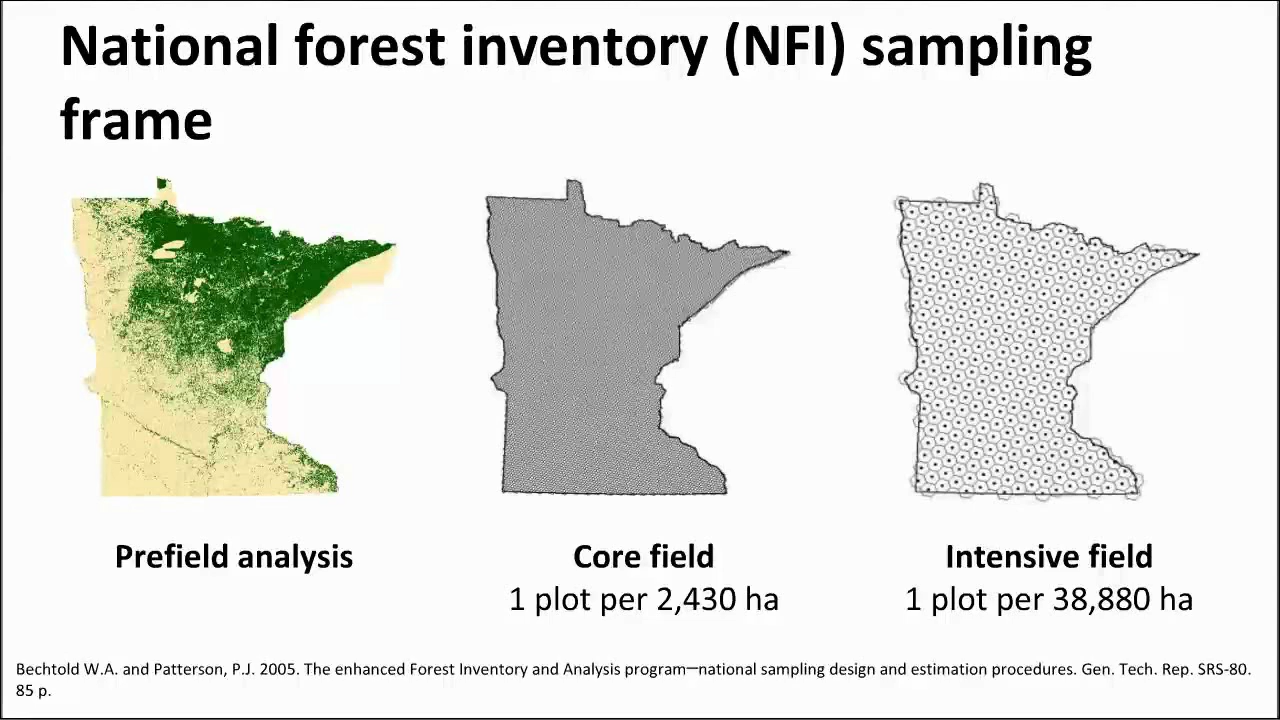 National forest inventory (NFI) sampling
frame
Prefield analysis
Core field
1 plot per 2,430 ha
Intensive field
1 plot per 38,880 ha
Bechtold W.A. and Patterson, P.J. 2005. The enhanced Forest Inventory and Analysis program—national sampling design and estimation procedures. Gen. Tech. Rep. SRS-80.
85 p.